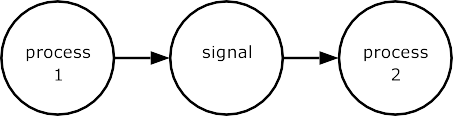 process
1
signal
process
2